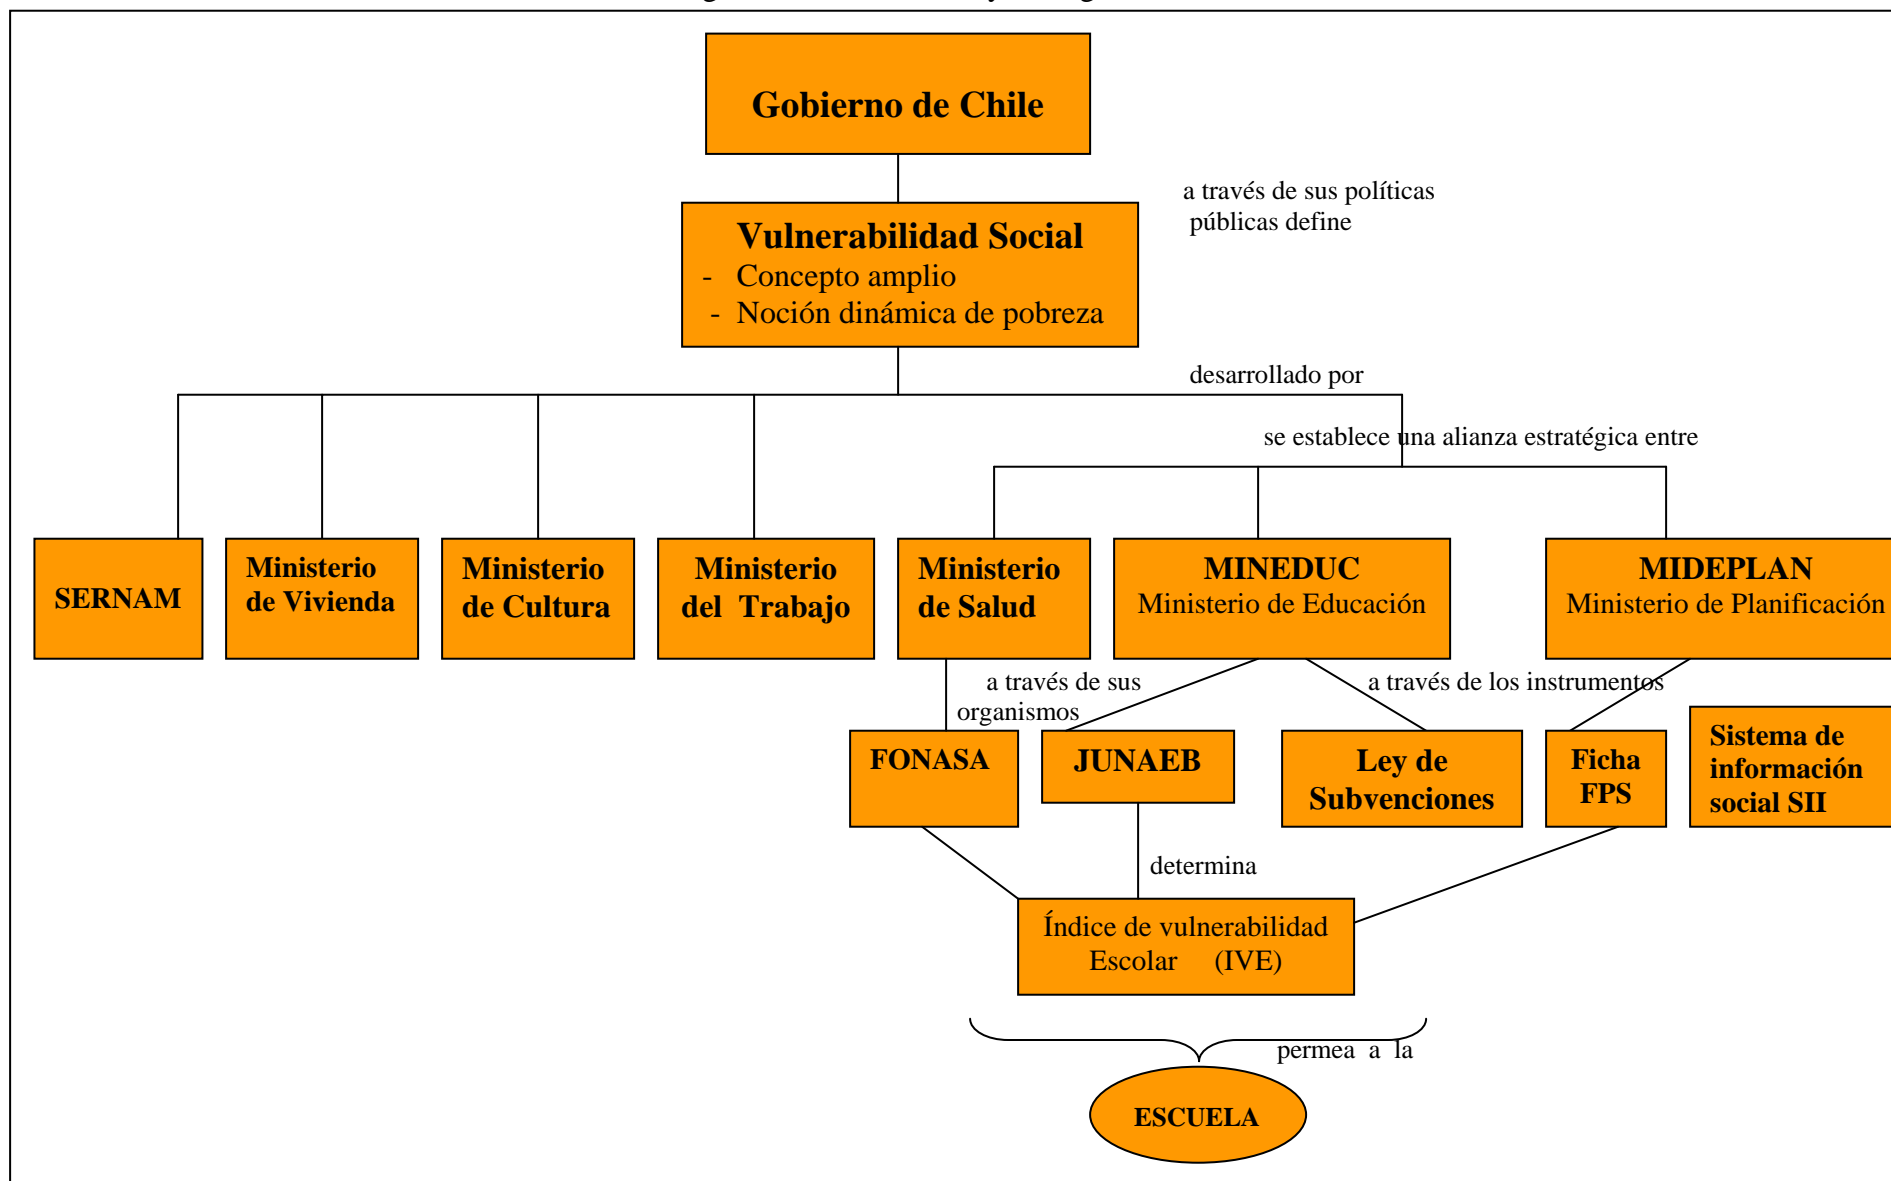 Gobierno de Chile
a través de sus políticas
públicas define
Vulnerabilidad Social
- Concepto amplio
- Noción dinámica de pobreza
desarrollado por
se establece una alianza estratégica entre
SERNAM
Ministerio
de Vivienda
Ministerio
de Cultura
Ministerio
del Trabajo
Ministerio
de Salud
MINEDUC
Ministerio de Educación
MIDEPLAN
Ministerio de Planificación
a través de sus
organismos
a través de los instrumentos
FONASA
JUNAEB
Ley de
Subvenciones
Ficha
FPS
Sistema de
información
social SII
determina
Índice de vulnerabilidad
Escolar (IVE)
permea a la
ESCUELA